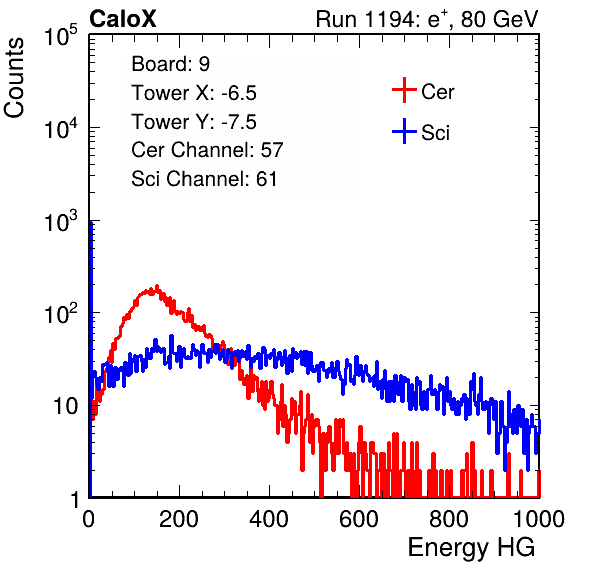 CaloX Run 1194: e⁺, 80 GeV
Counts
10⁵
10⁴
10³
10²
10
1
Board: 9
Tower X: -6.5
Tower Y: -7.5
Cer Channel: 57
Sci Channel: 61
Cer
Sci
0 200 400 600 800 1000
Energy HG